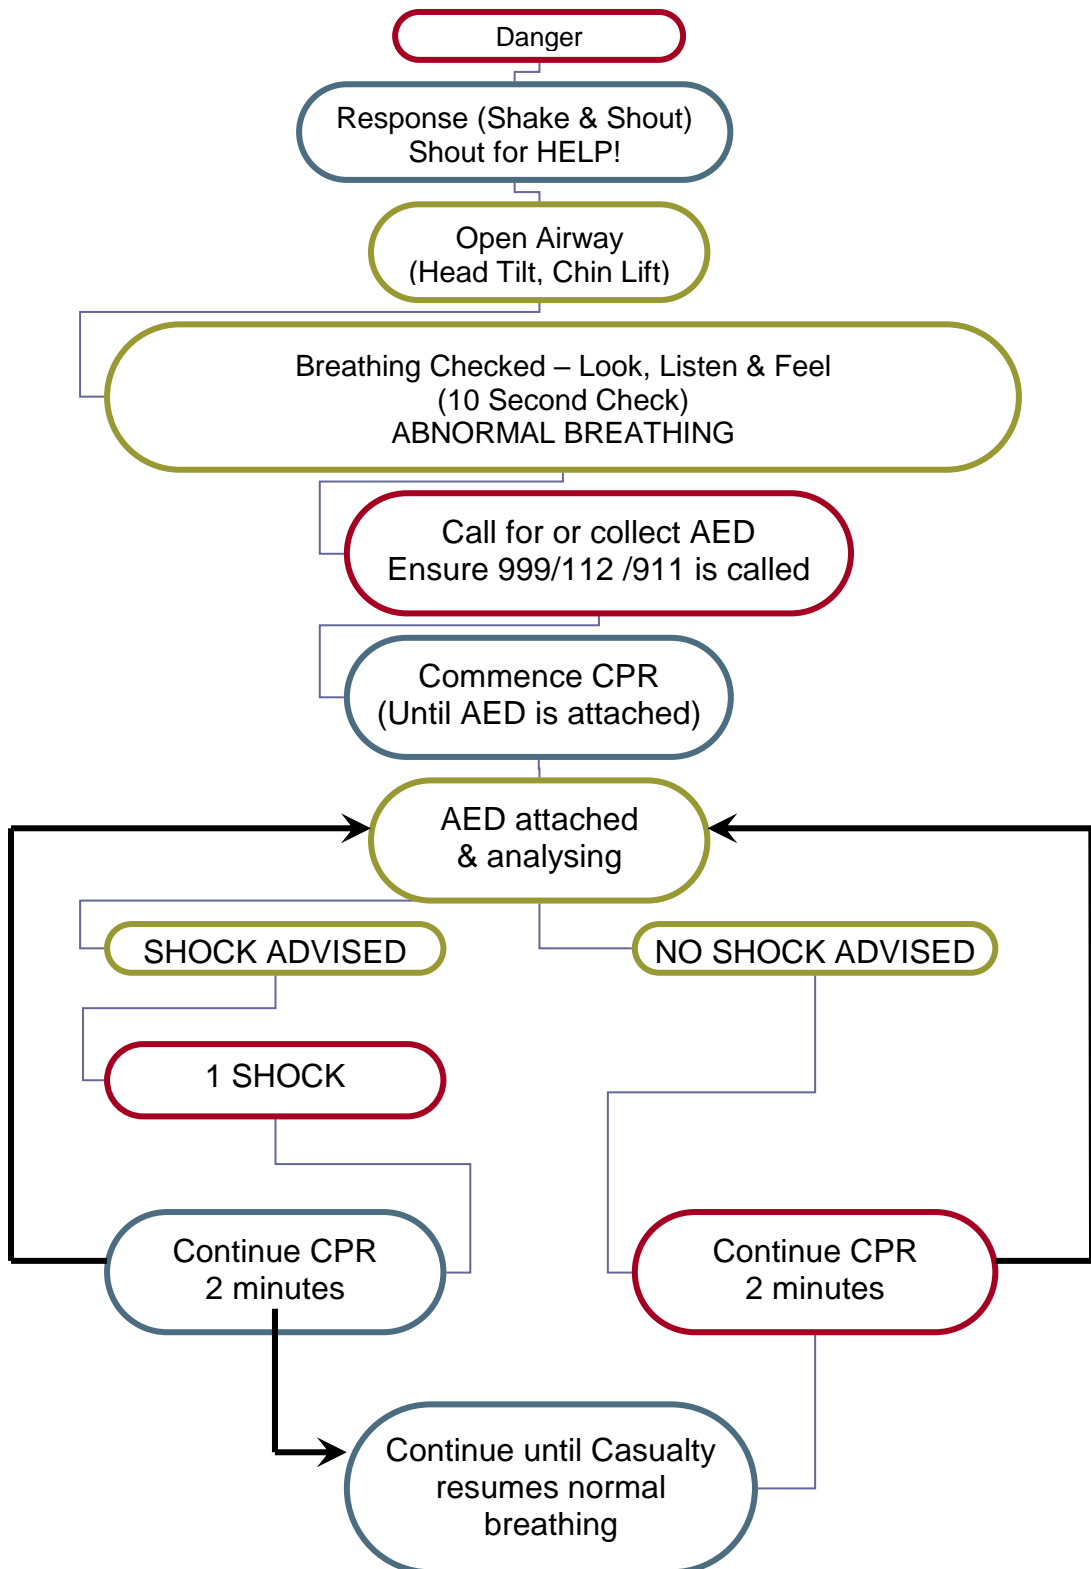 Danger
Response (Shake & Shout)
Shout for HELP!
Open Airway
(Head Tilt, Chin Lift)
Breathing Checked – Look, Listen & Feel
(10 Second Check)
ABNORMAL BREATHING
Call for or collect AED
Ensure 999/112 /911 is called
Commence CPR
(Until AED is attached)
AED attached
& analysing
SHOCK ADVISED
NO SHOCK ADVISED
1 SHOCK
Continue CPR
2 minutes
Continue CPR
2 minutes
Continue until Casualty
resumes normal
breathing